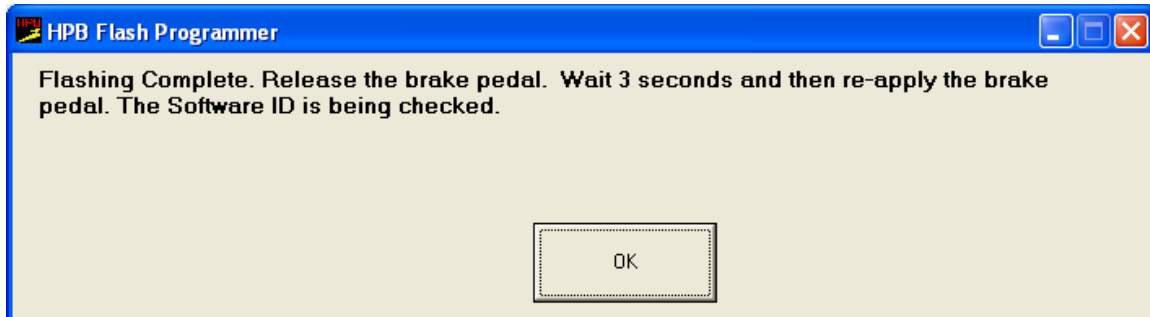 HPB Flash Programmer
Flashing Complete. Release the brake pedal.  Wait 3 seconds and then re-apply the brake
pedal. The Software ID is being checked.
OK